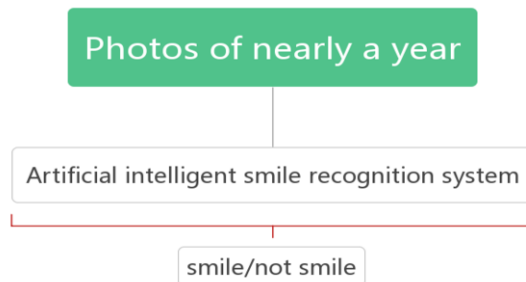 Photos of nearly a year
Artificial intelligent smile recognition system
smile/not smile